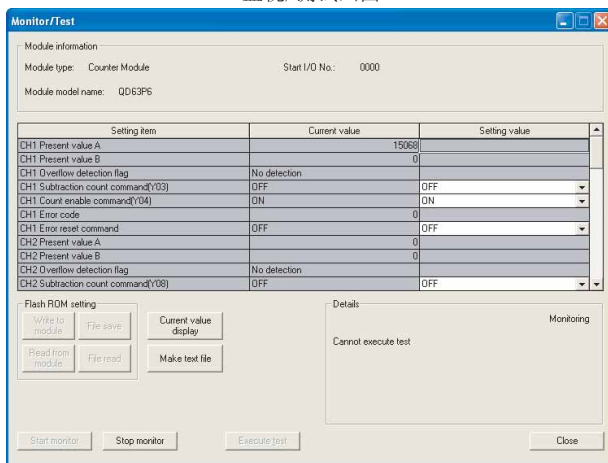 Monitor/Test
Module information
Module type: Counter Module Start I/O No.: 0000
Module model name: QD63P6
Setting item Current value Setting value
CH1 Present value A 15068
CH1 Present value B 0
CH1 Overflow detection flag No detection
CH1 Subtraction count command(Y03) OFF OFF
CH1 Count enable command(Y04) ON ON
CH1 Error code 0
CH1 Error reset command OFF OFF
CH2 Present value A 0
CH2 Present value B 0
CH2 Overflow detection flag No detection
CH2 Subtraction count command(Y08) OFF OFF
Flash ROM setting
Write to
module
File save
Current value
display
Read from
module
File read
Make text file
Details
Monitoring
Cannot execute test
Start monitor Stop monitor Execute test Close